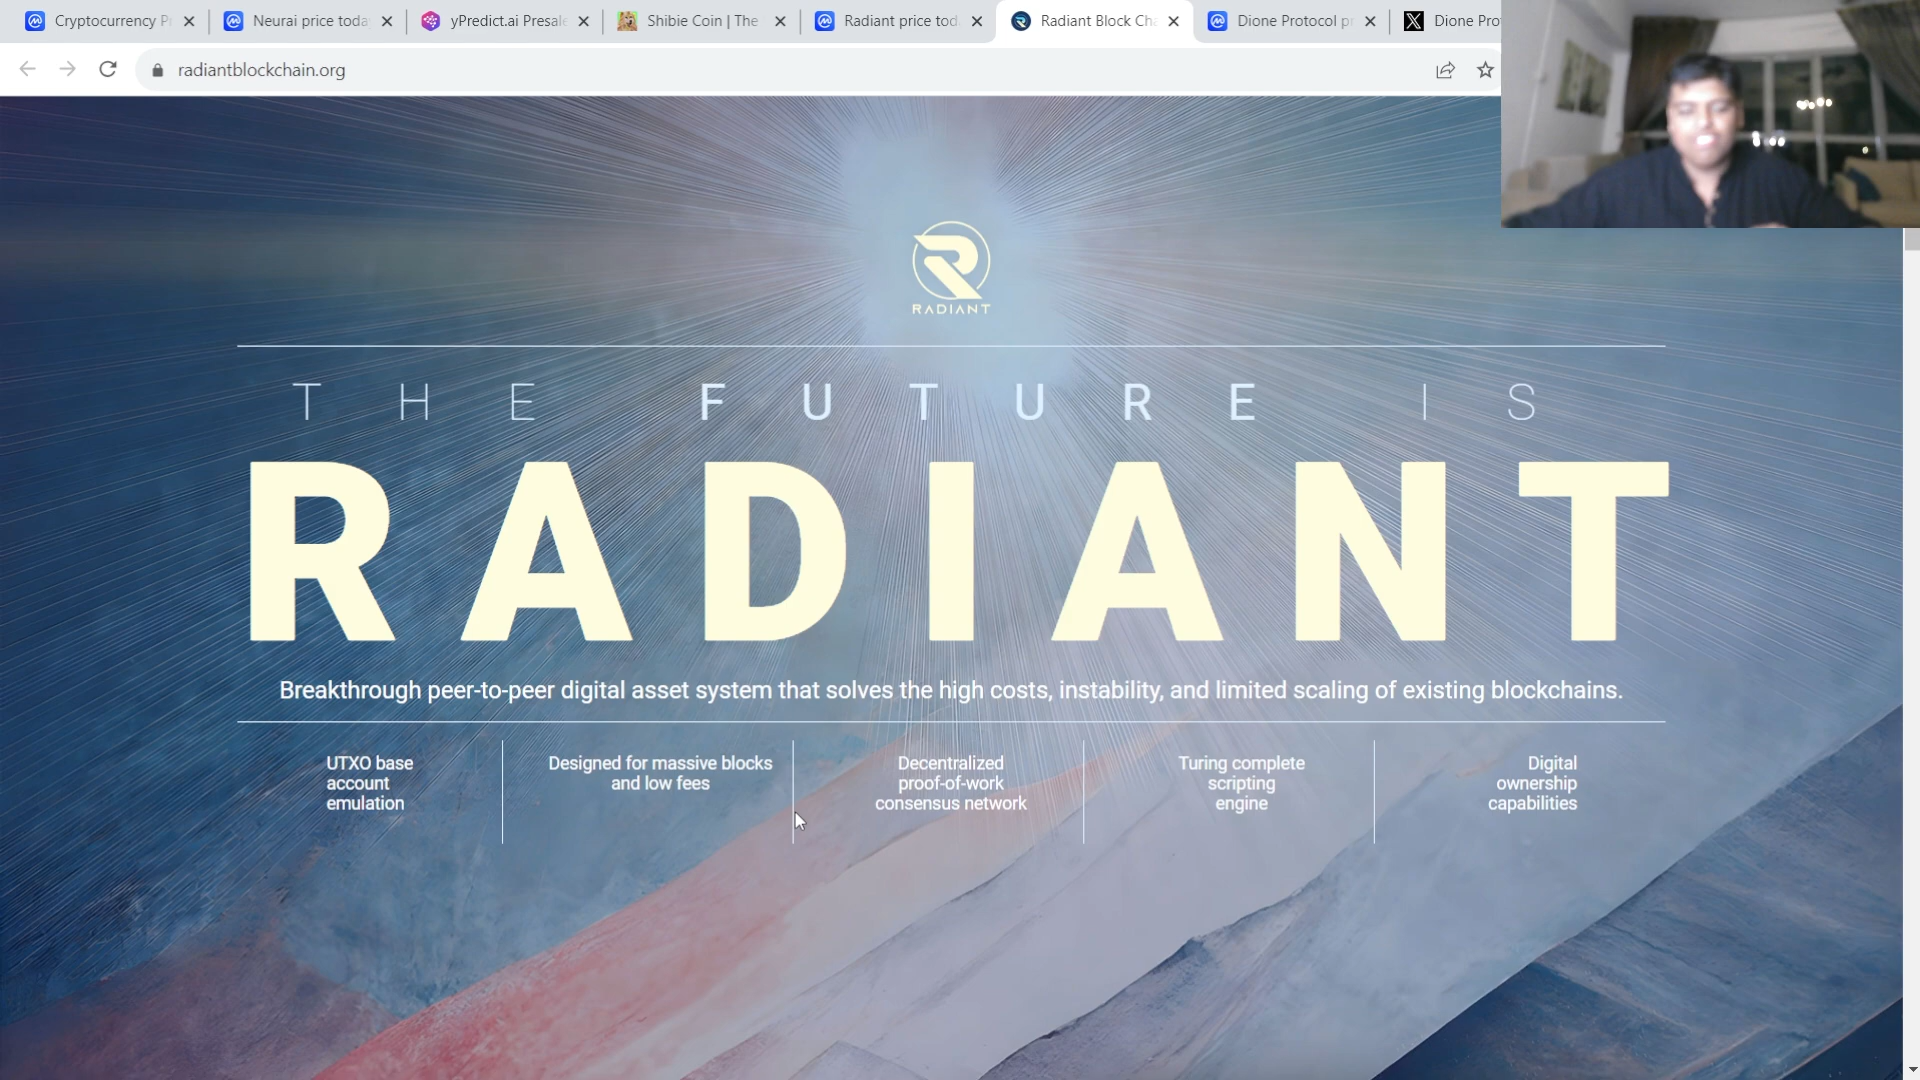 Cryptocurrency P
Neurai price toda
yPredict.ai Presale
Shibie Coin | The
Radiant price tod
Radiant Block Cha
Dione Protocol pr
Dione Pro
radiantblockchain.org
RADIANT
THE FUTURE IS
RADIANT
Breakthrough peer-to-peer digital asset system that solves the high costs, instability, and limited scaling of existing blockchains.
UTXO base
account
emulation
Designed for massive blocks
and low fees
Decentralized
proof-of-work
consensus network
Turing complete
scripting
engine
Digital
ownership
capabilities